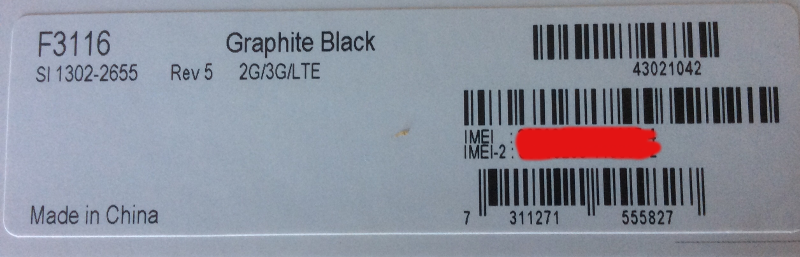 F3116 Graphite Black
SI 1302-2655 Rev 5 2G/3G/LTE
43021042
IMEI :
IMEI-2 :
7 311271 555827
Made in China